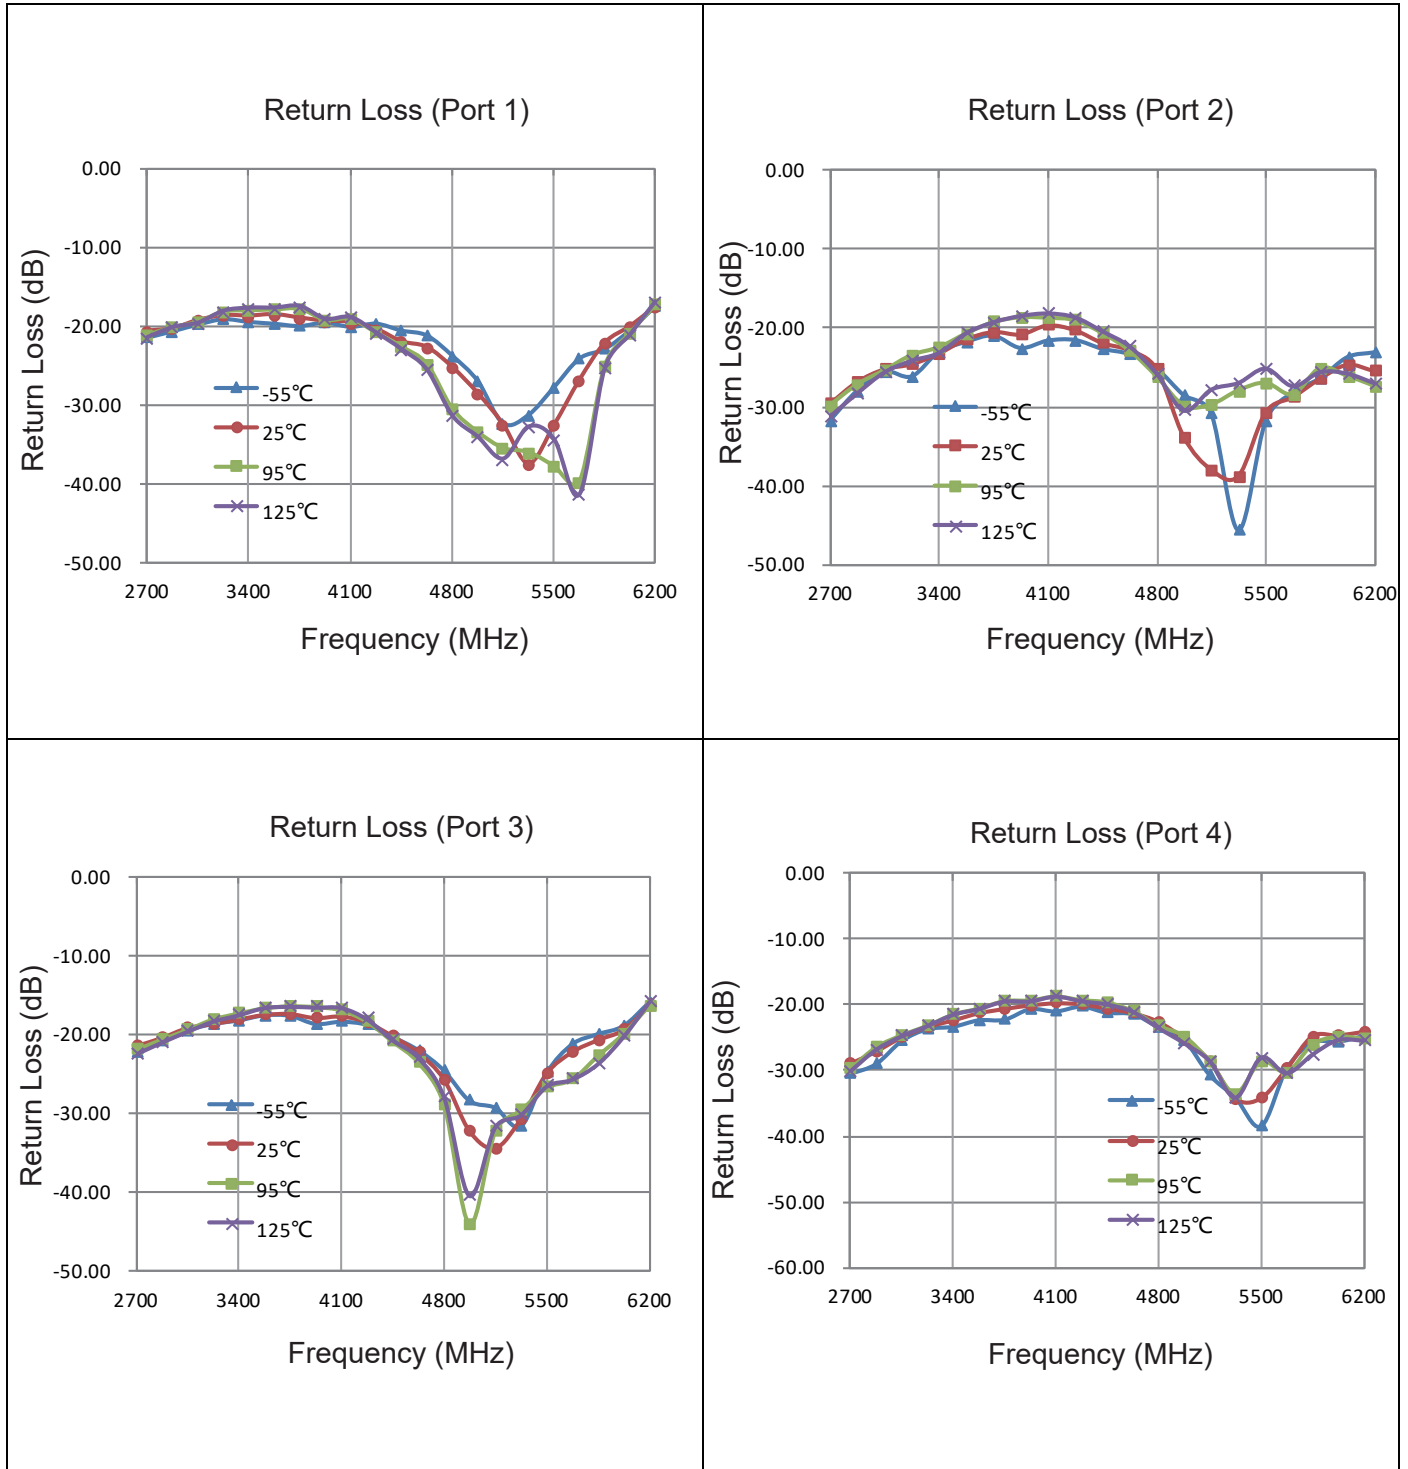 Return Loss (Port 1)
Return Loss (dB)
0.00
-10.00
-20.00
-30.00
-40.00
-50.00
-55℃
25℃
95℃
125℃
2700 3400 4100 4800 5500 6200
Frequency (MHz)
Return Loss (Port 2)
Return Loss (dB)
0.00
-10.00
-20.00
-30.00
-40.00
-50.00
-55℃
25℃
95℃
125℃
2700 3400 4100 4800 5500 6200
Frequency (MHz)
Return Loss (Port 3)
Return Loss (dB)
0.00
-10.00
-20.00
-30.00
-40.00
-50.00
-55℃
25℃
95℃
125℃
2700 3400 4100 4800 5500 6200
Frequency (MHz)
Return Loss (Port 4)
Return Loss (dB)
0.00
-10.00
-20.00
-30.00
-40.00
-50.00
-60.00
-55℃
25℃
95℃
125℃
2700 3400 4100 4800 5500 6200
Frequency (MHz)